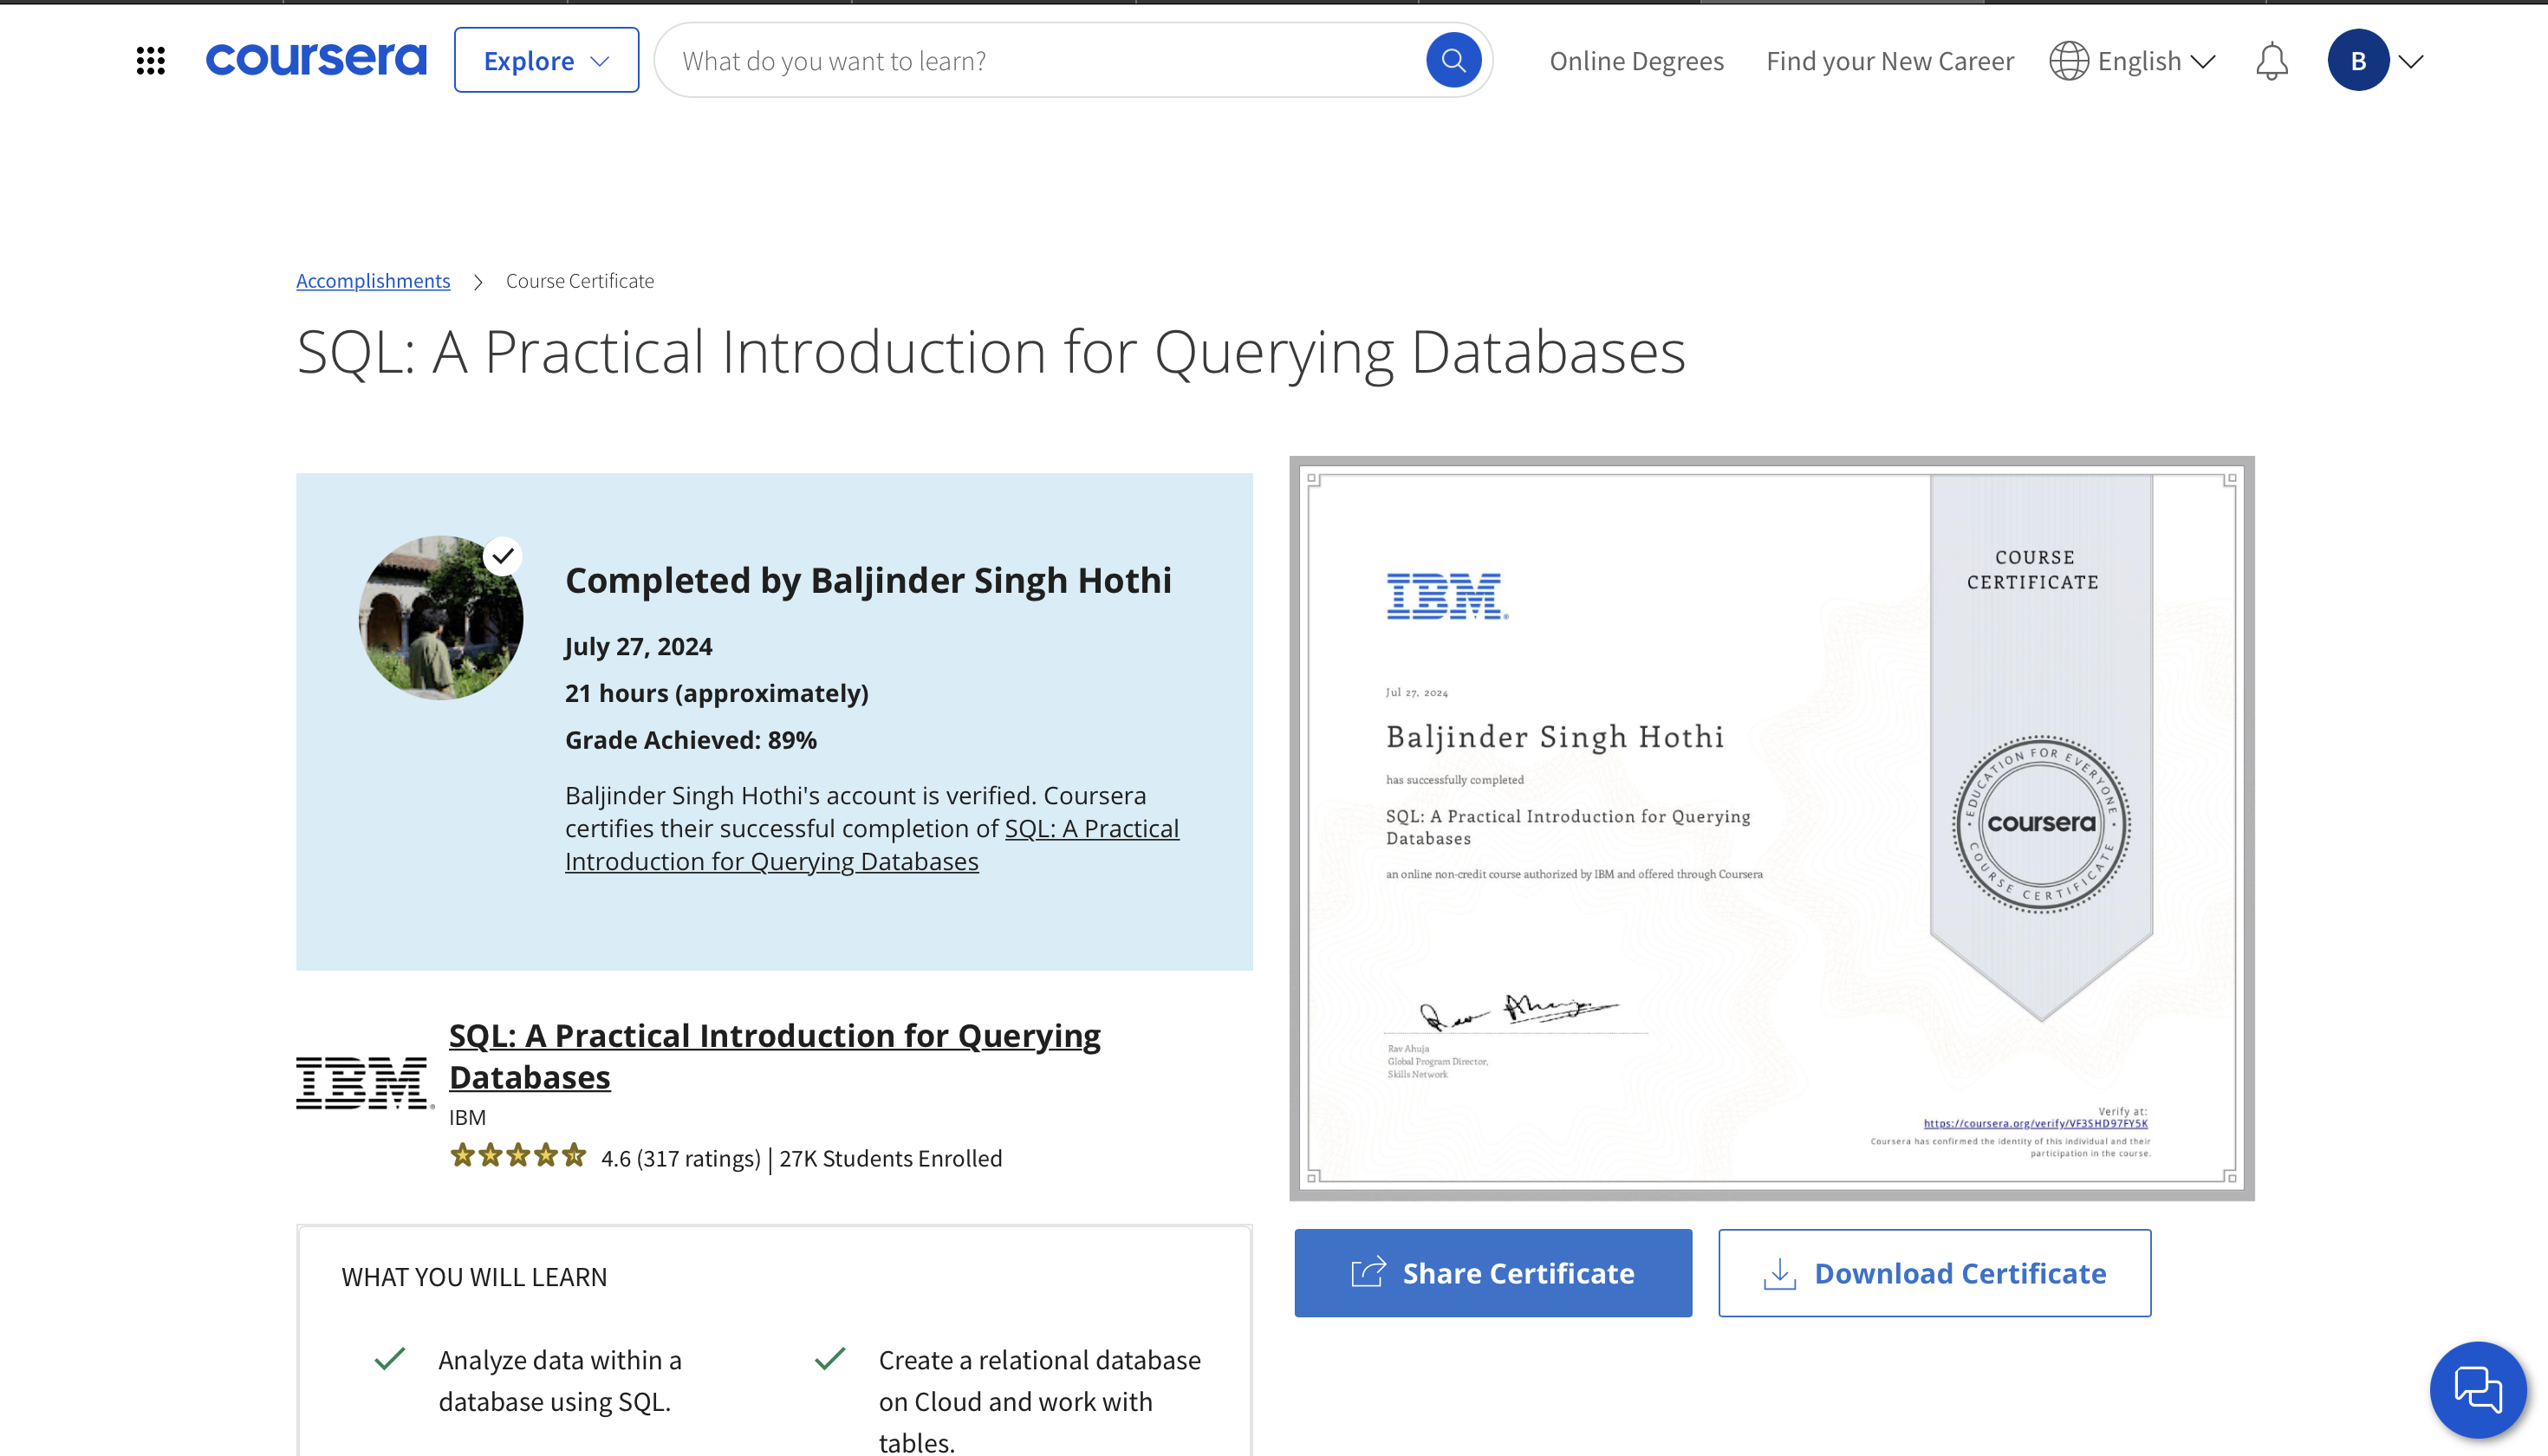 coursera
Explore
What do you want to learn?
Online Degrees
Find your New Career
English
B
Accomplishments
Course Certificate
SQL: A Practical Introduction for Querying Databases
Completed by Baljinder Singh Hothi
July 27, 2024
21 hours (approximately)
Grade Achieved: 89%
Baljinder Singh Hothi's account is verified. Coursera
certifies their successful completion of SQL: A Practical
Introduction for Querying Databases
IBM
SQL: A Practical Introduction for Querying
Databases
IBM
4.6 (317 ratings) | 27K Students Enrolled
WHAT YOU WILL LEARN
Analyze data within a
database using SQL.
Create a relational database
on Cloud and work with
tables.
IBM
Jul 27, 2024
Baljinder Singh Hothi
has successfully completed
SQL: A Practical Introduction for Querying
Databases
an online non-credit course authorized by IBM and offered through Coursera
Rav Ahuja
Rav Ahuja
Global Program Director,
Skills Network
COURSE
CERTIFICATE
EDUCATION FOR EVERYONE
coursera
COURSE CERTIFICATE
Verify at:
https://coursera.org/verify/VF3SHD97FY5K
Coursera has confirmed the identity of this individual and their
participation in the course.
Share Certificate
Download Certificate